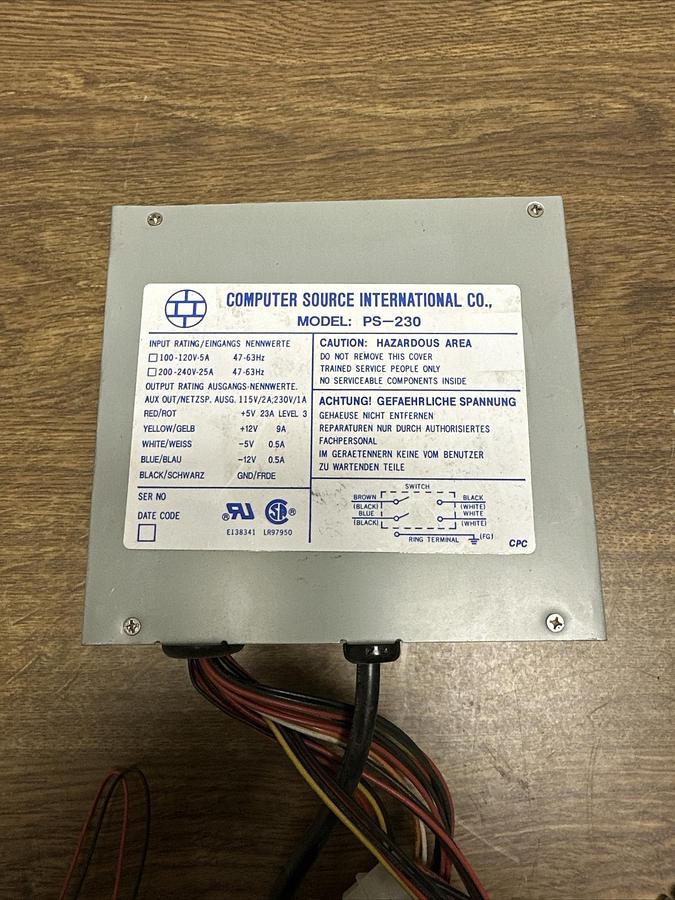 COMPUTER SOURCE INTERNATIONAL CO.,
MODEL: PS-230
INPUT RATING/EINGANGS NENNWERTE
100-120V-5A 47-63Hz
200-240V-25A 47-63Hz
OUTPUT RATING AUSGANGS-NENNWERTE.
AUX OUT/NETZSP. AUSG. 115V/2A;230V/1A
RED/ROT +5V 23A LEVEL 3
YELLOW/GELB +12V 9A
WHITE/WEISS -5V 0.5A
BLUE/BLAU -12V 0.5A
BLACK/SCHWARZ GND/FRDE
SER NO
DATE CODE
E138341 LR97950
CAUTION: HAZARDOUS AREA
DO NOT REMOVE THIS COVER
TRAINED SERVICE PEOPLE ONLY
NO SERVICEABLE COMPONENTS INSIDE
ACHTUNG! GEFAEHRLICHE SPANNUNG
GEHAEUSE NICHT ENTFERNEN
REPARATUREN NUR DURCH AUTHORISIERTES
FACHPERSONAL
IM GERAETENNERN KEINE VOM BENUTZER
ZU WARTENDEN TEILE
SWITCH
BROWN BLACK
(BLACK) (WHITE)
BLUE WHITE
(BLACK) (WHITE)
RING TERMINAL (FG)
CPC